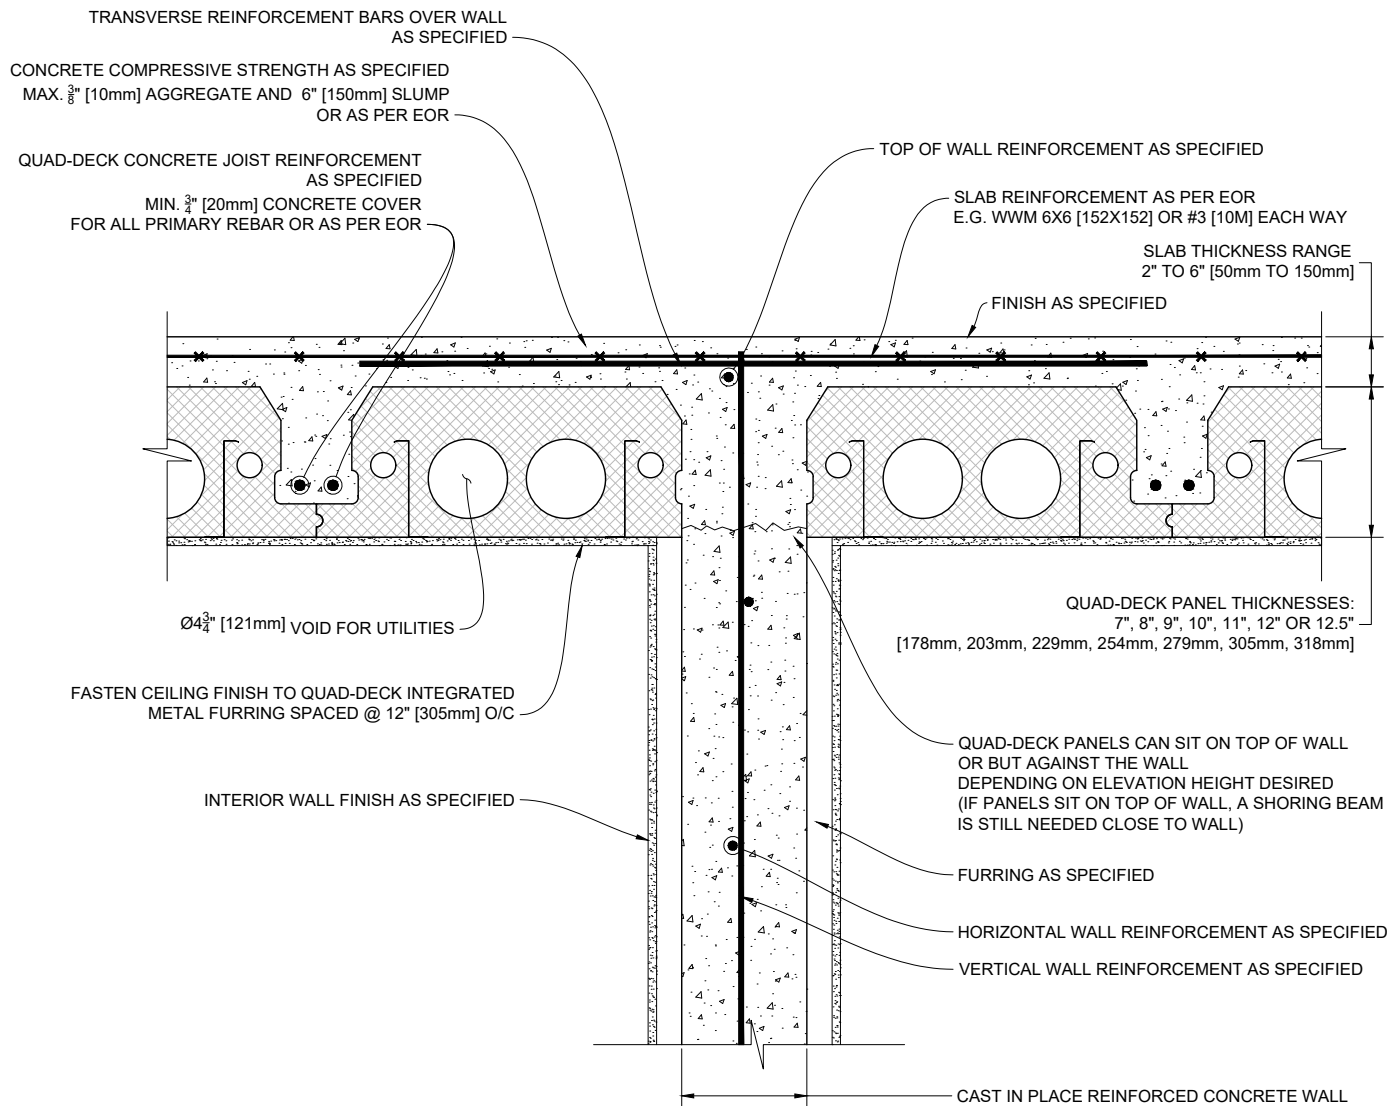 TRANSVERSE REINFORCEMENT BARS OVER WALL
AS SPECIFIED
CONCRETE COMPRESSIVE STRENGTH AS SPECIFIED
MAX. 3/8" [10mm] AGGREGATE AND 6" [150mm] SLUMP
OR AS PER EOR
QUAD-DECK CONCRETE JOIST REINFORCEMENT
AS SPECIFIED
MIN. 3/4" [20mm] CONCRETE COVER
FOR ALL PRIMARY REBAR OR AS PER EOR
TOP OF WALL REINFORCEMENT AS SPECIFIED
SLAB REINFORCEMENT AS PER EOR
E.G. WWM 6X6 [152X152] OR #3 [10M] EACH WAY
SLAB THICKNESS RANGE
2" TO 6" [50mm TO 150mm]
FINISH AS SPECIFIED
Ø4 3/4" [121mm] VOID FOR UTILITIES
QUAD-DECK PANEL THICKNESSES:
7", 8", 9", 10", 11", 12" OR 12.5"
[178mm, 203mm, 229mm, 254mm, 279mm, 305mm, 318mm]
FASTEN CEILING FINISH TO QUAD-DECK INTEGRATED
METAL FURRING SPACED @ 12" [305mm] O/C
QUAD-DECK PANELS CAN SIT ON TOP OF WALL
OR BUT AGAINST THE WALL
DEPENDING ON ELEVATION HEIGHT DESIRED
(IF PANELS SIT ON TOP OF WALL, A SHORING BEAM
IS STILL NEEDED CLOSE TO WALL)
INTERIOR WALL FINISH AS SPECIFIED
FURRING AS SPECIFIED
HORIZONTAL WALL REINFORCEMENT AS SPECIFIED
VERTICAL WALL REINFORCEMENT AS SPECIFIED
CAST IN PLACE REINFORCED CONCRETE WALL